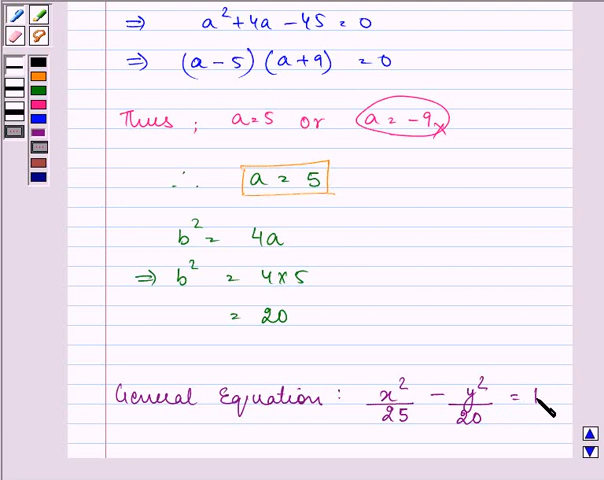 ⇒ a² + 4a - 45 = 0
⇒ (a - 5) (a + 9) = 0
Thus ; a = 5 or a = - 9 x
∴ a = 5
b² = 4a
⇒ b² = 4 × 5
= 20
General Equation : x²/25 - y²/20 =